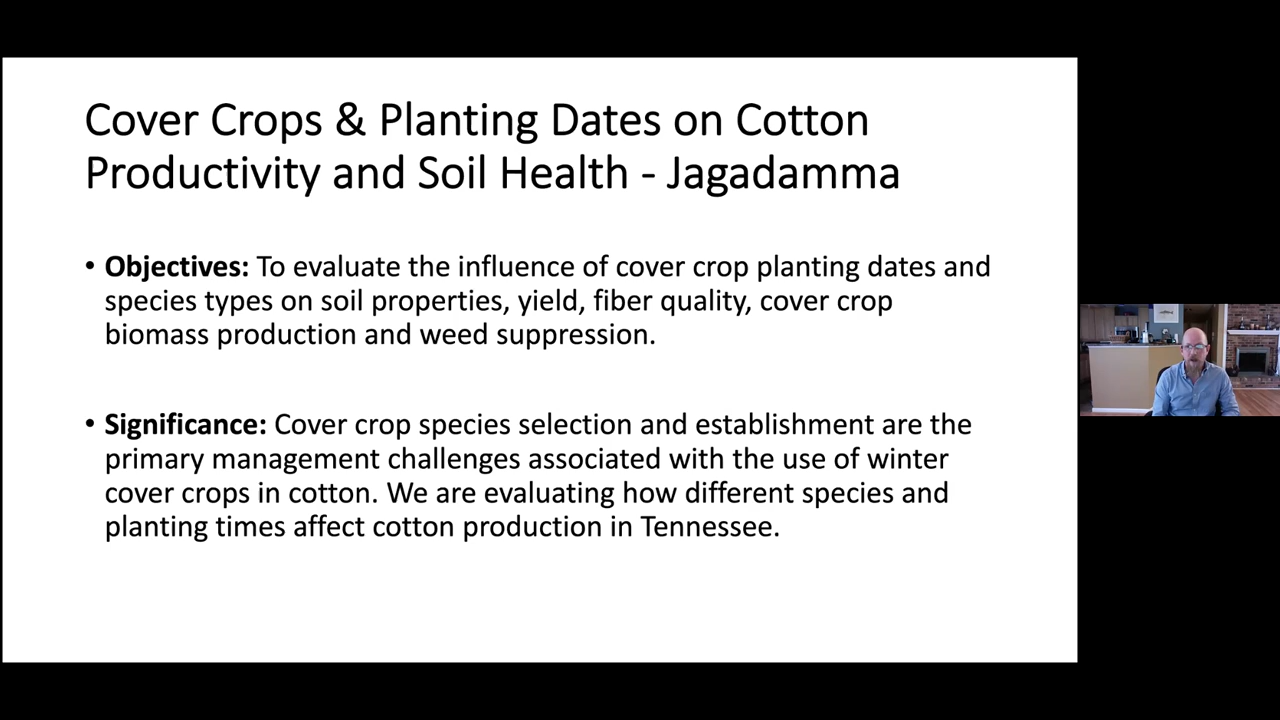 Cover Crops & Planting Dates on Cotton
Productivity and Soil Health - Jagadamma
• Objectives: To evaluate the influence of cover crop planting dates and
species types on soil properties, yield, fiber quality, cover crop
biomass production and weed suppression.
• Significance: Cover crop species selection and establishment are the
primary management challenges associated with the use of winter
cover crops in cotton. We are evaluating how different species and
planting times affect cotton production in Tennessee.